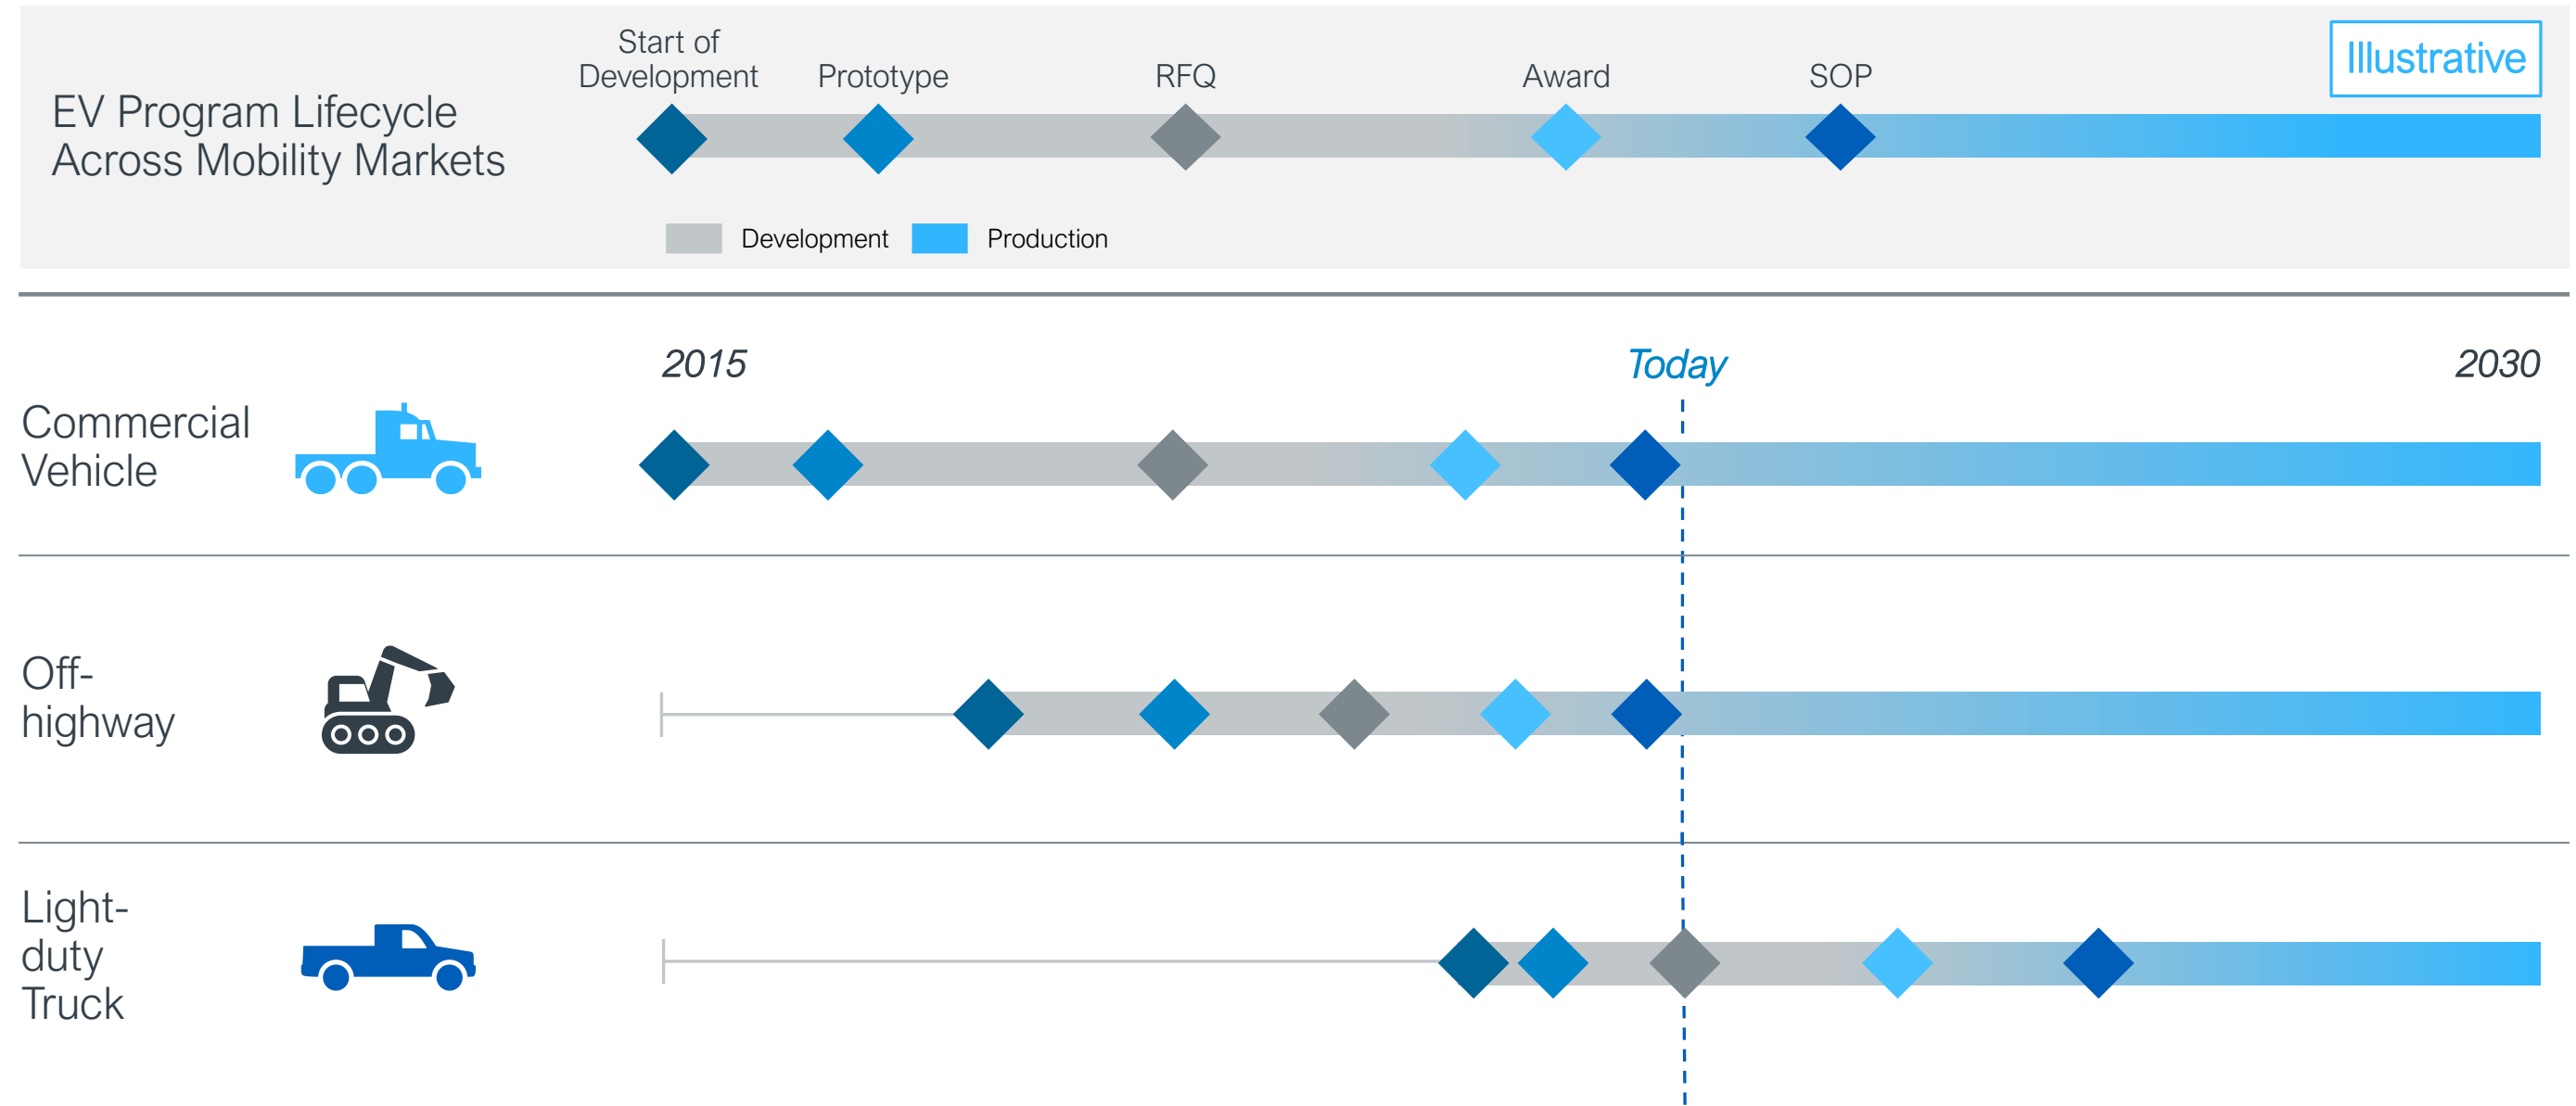 Start of
Development
Prototype
RFQ
Award
SOP
Illustrative
EV Program Lifecycle
Across Mobility Markets
Development
Production
2015
Today
2030
Commercial
Vehicle
Off-
highway
Light-
duty
Truck